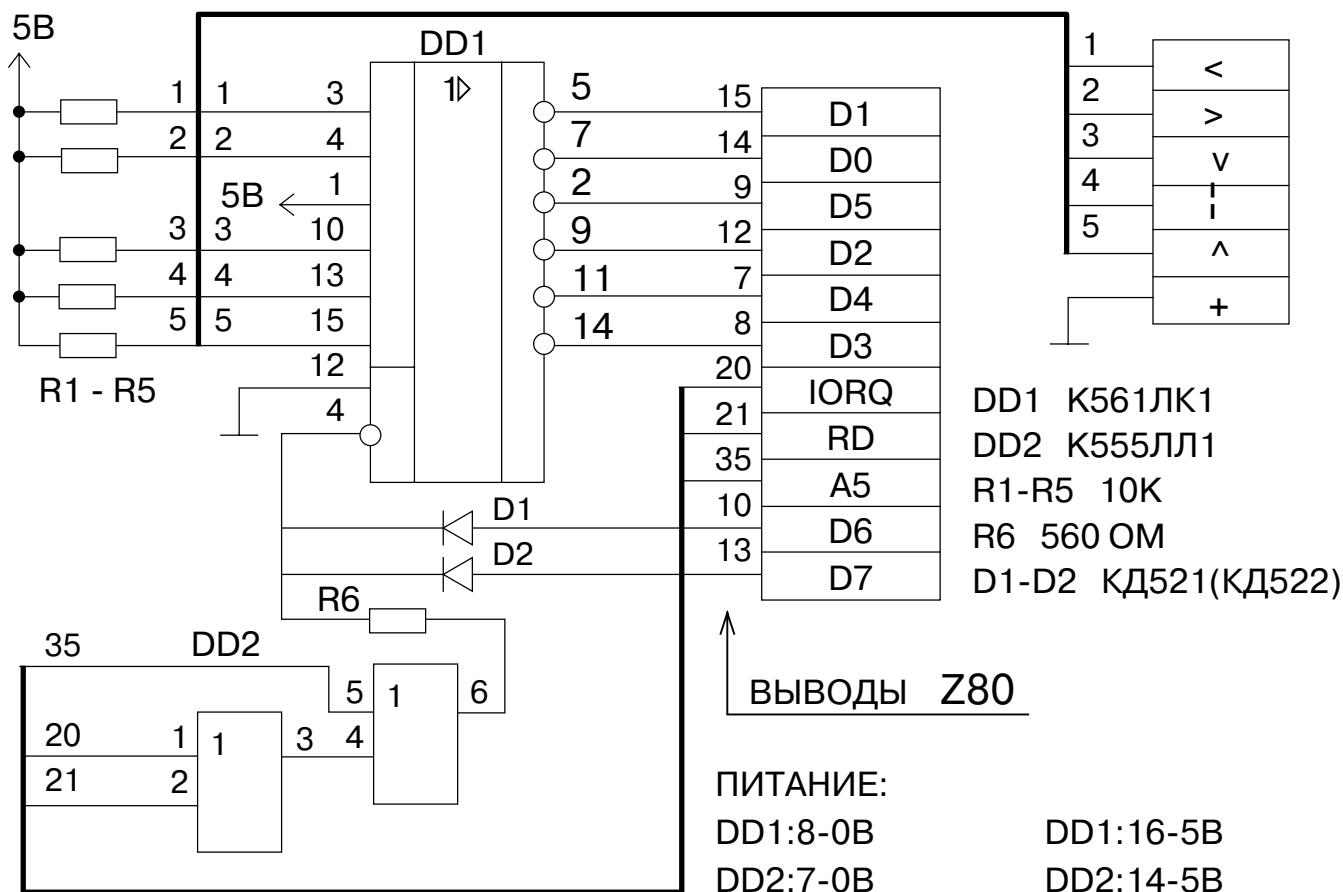 5В
DD1
1
1 1 3
1▷
5 15 D1
<
2 2 4
7 14 D0
2
>
5В 1
2 9 D5
3
v
3 3 10
9 12 D2
4
¦
4 4 13
11 7 D4
5
^
5 5 15
14 8 D3
+
12
20 IORQ
R1 - R5
4
21 RD
35 A5
D1 10 D6
D2 13 D7
DD1 К561ЛК1
DD2 К555ЛЛ1
R1-R5 10К
R6 560 ОМ
D1-D2 КД521(КД522)
R6
35 DD2
5 1 6
ВЫВОДЫ Z80
20 1 1 3 4
21 2
ПИТАНИЕ:
DD1:8-0В DD1:16-5В
DD2:7-0В DD2:14-5В